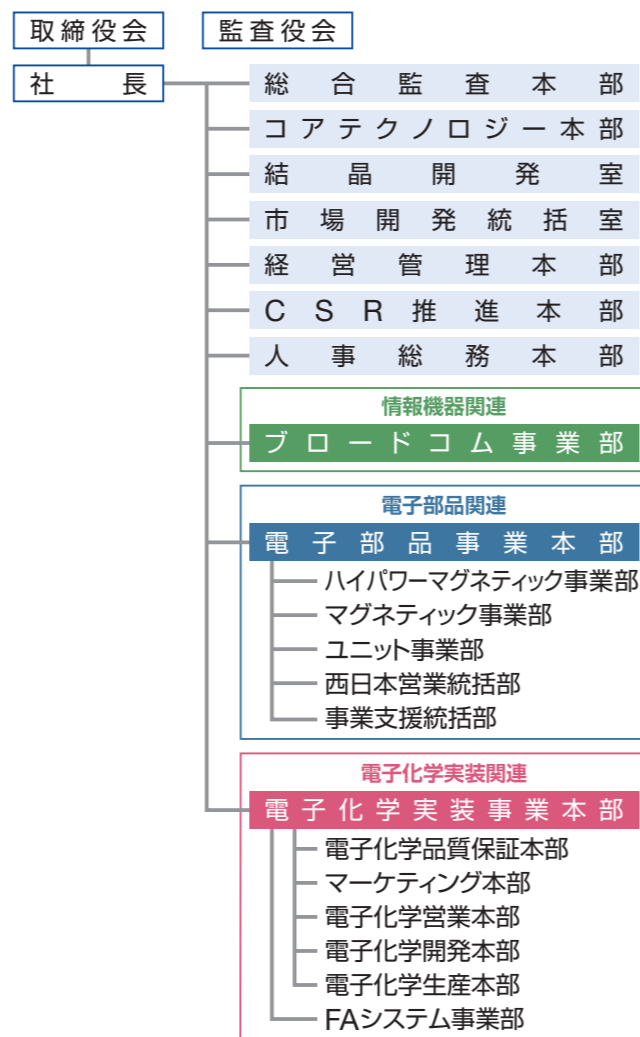 取締役会 監査役会
社長
総合監査本部
コアテクノロジー本部
結晶開発室
市場開発統括室
経営管理本部
CSR推進本部
人事総務本部
情報機器関連
ブロードコム事業部
電子部品関連
電子部品事業本部
ハイパワーマグネティック事業部
マグネティック事業部
ユニット事業部
西日本営業統括部
事業支援統括部
電子化学実装関連
電子化学実装事業本部
電子化学品質保証本部
マーケティング本部
電子化学営業本部
電子化学開発本部
電子化学生産本部
FAシステム事業部